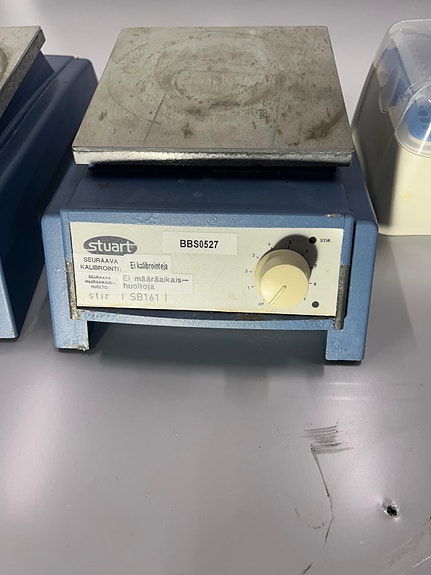 stuart
BBS0527
STIR
SEURAAVA
KALIBROINTI: Ei kalibrointeja
SEURAAVA
MÄÄRÄAIKAIS-
HUOLTO: Ei määräaikais-
huoltoja
stir SB161